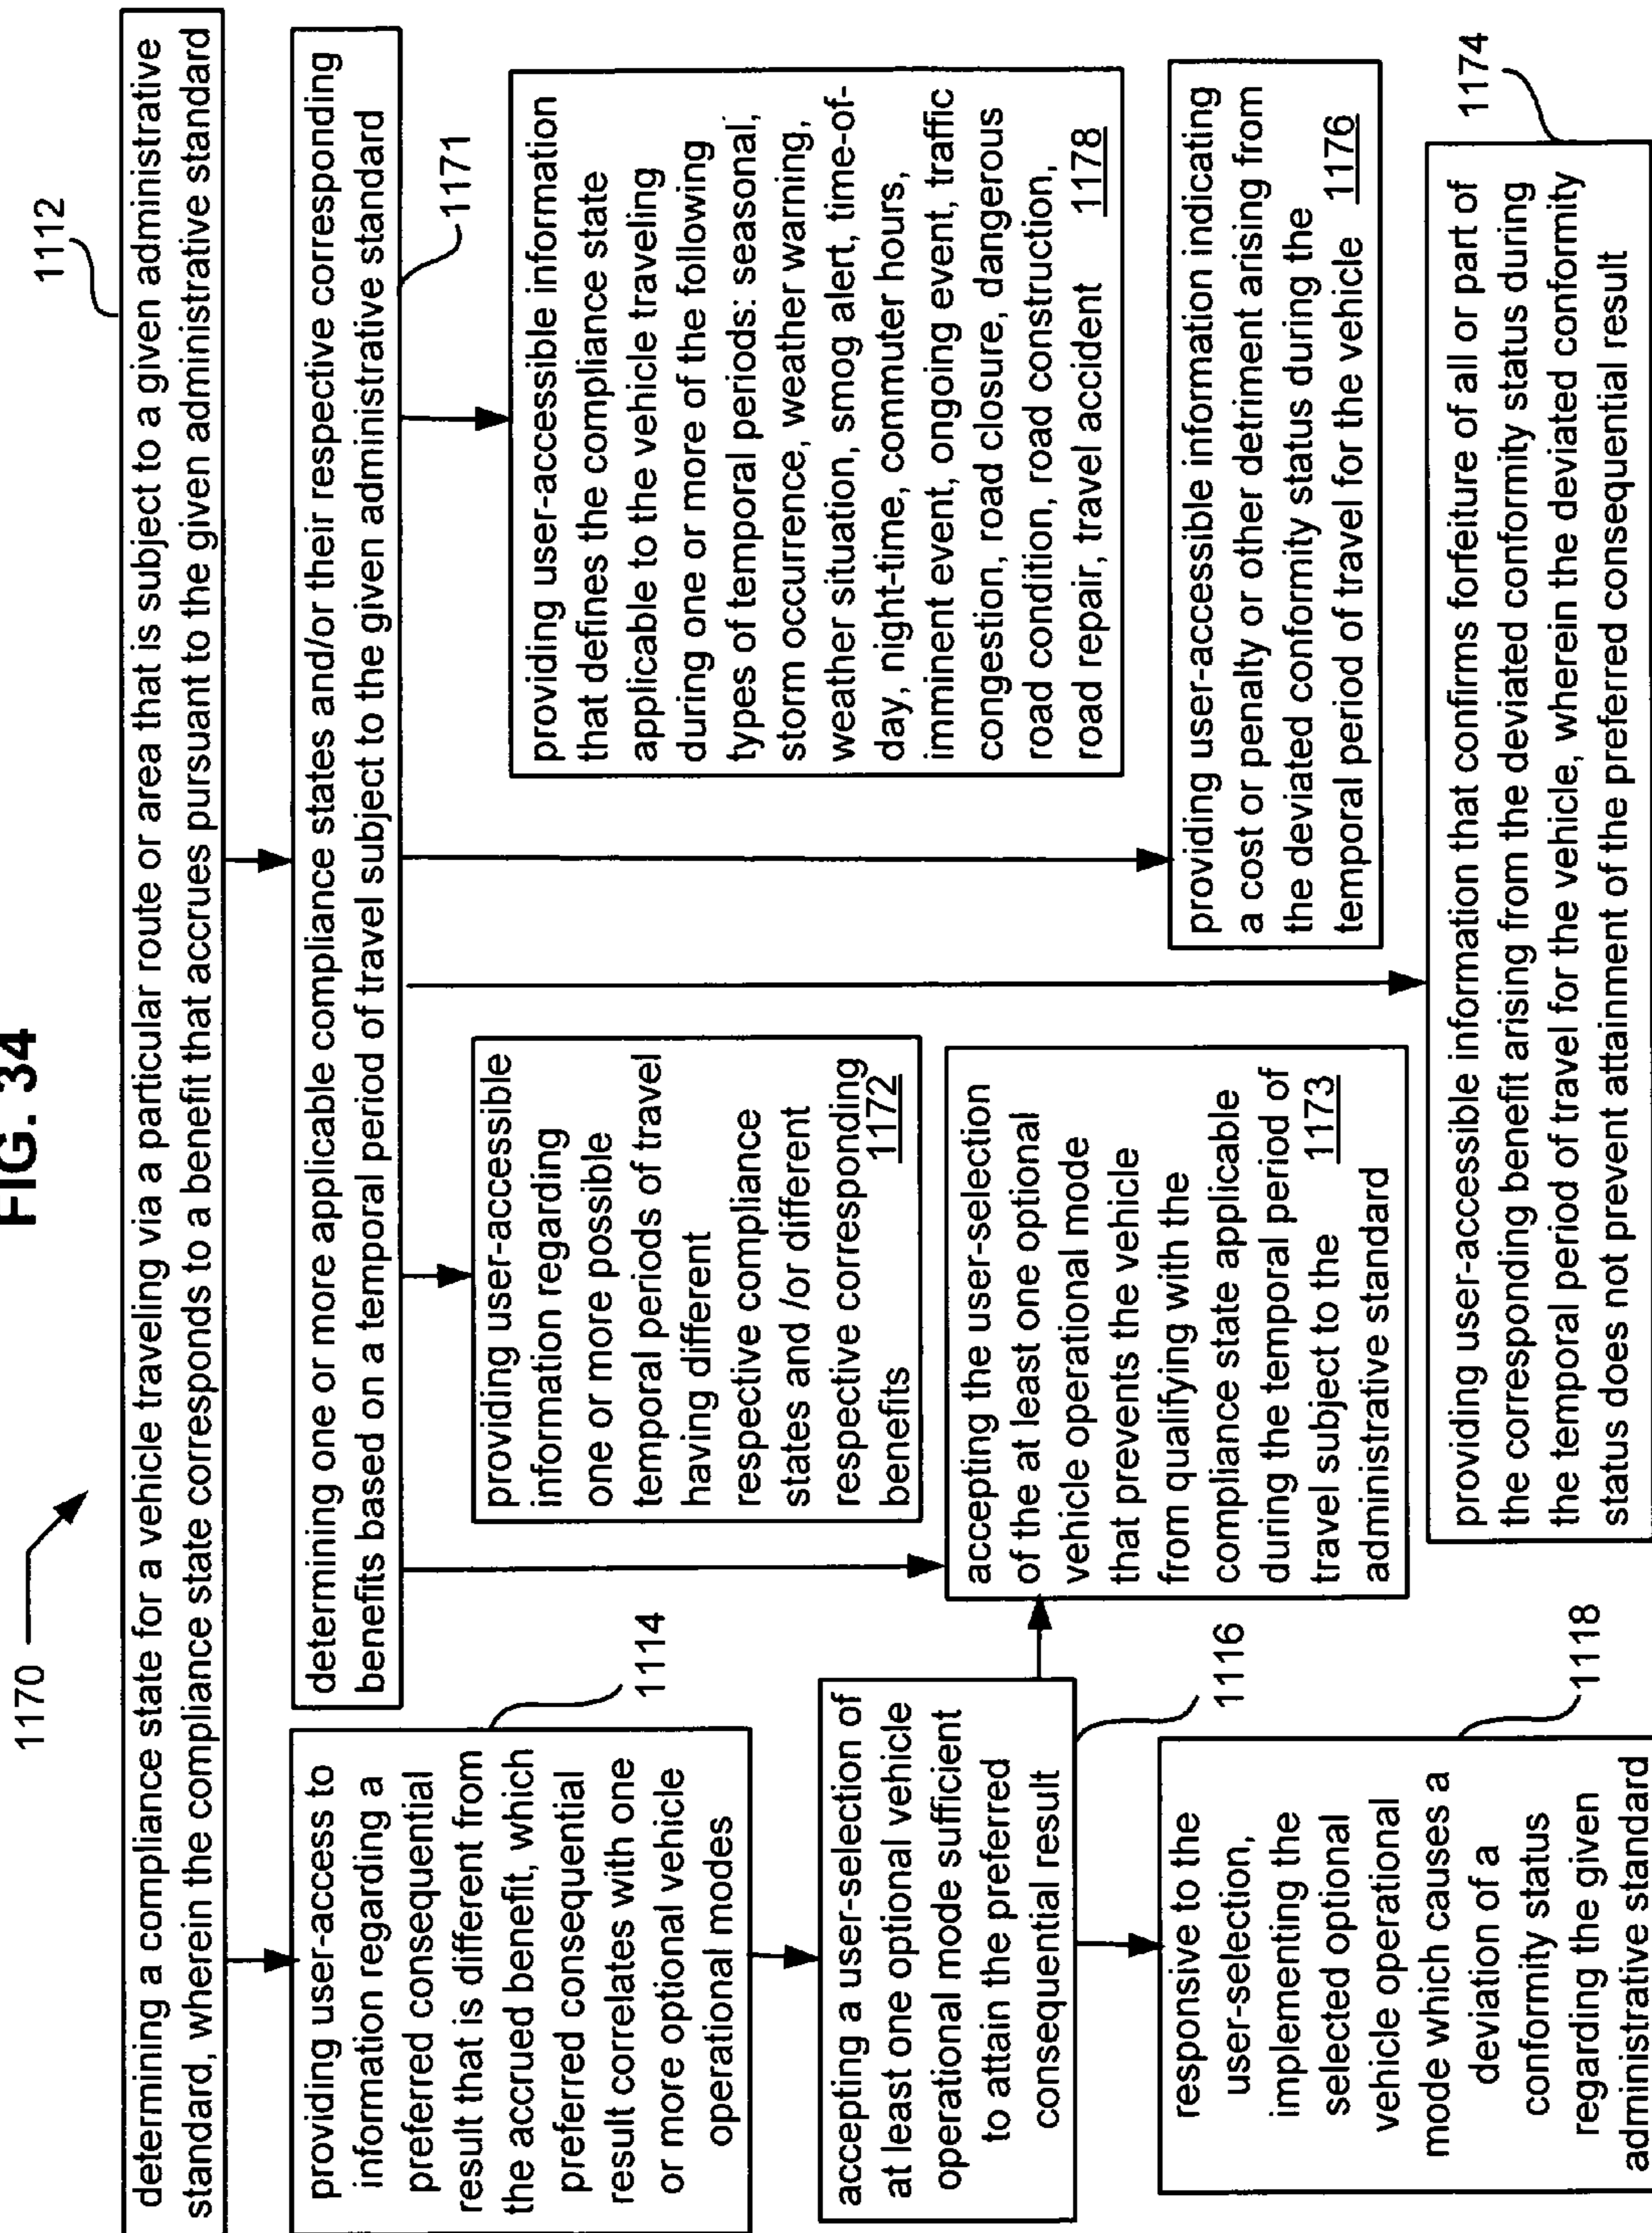 FIG. 34
1170
1112
determining a compliance state for a vehicle traveling via a particular route or area that is subject to a given administrative
standard, wherein the compliance state corresponds to a benefit that accrues pursuant to the given administrative standard
determining one or more applicable compliance states and/or their respective corresponding
benefits based on a temporal period of travel subject to the given administrative standard
1171
providing user-access to
information regarding a
preferred consequential
result that is different from
the accrued benefit, which
preferred consequential
result correlates with one
or more optional vehicle
operational modes
1114
providing user-accessible
information regarding
one or more possible
temporal periods of travel
having different
respective compliance
states and /or different
respective corresponding
benefits 1172
providing user-accessible information
that defines the compliance state
applicable to the vehicle traveling
during one or more of the following
types of temporal periods: seasonal,
storm occurrence, weather warning,
weather situation, smog alert, time-of-
day, night-time, commuter hours,
imminent event, ongoing event, traffic
congestion, road closure, dangerous
road condition, road construction,
road repair, travel accident 1178
accepting a user-selection of
at least one optional vehicle
operational mode sufficient
to attain the preferred
consequential result
1116
accepting the user-selection
of the at least one optional
vehicle operational mode
that prevents the vehicle
from qualifying with the
compliance state applicable
during the temporal period of
travel subject to the 1173
administrative standard
providing user-accessible information indicating
a cost or penalty or other detriment arising from
the deviated conformity status during the
temporal period of travel for the vehicle 1176
responsive to the
user-selection,
implementing the
selected optional
vehicle operational
mode which causes a
deviation of a
conformity status
regarding the given
administrative standard
1118
providing user-accessible information that confirms forfeiture of all or part of
the corresponding benefit arising from the deviated conformity status during
the temporal period of travel for the vehicle, wherein the deviated conformity
status does not prevent attainment of the preferred consequential result
1174